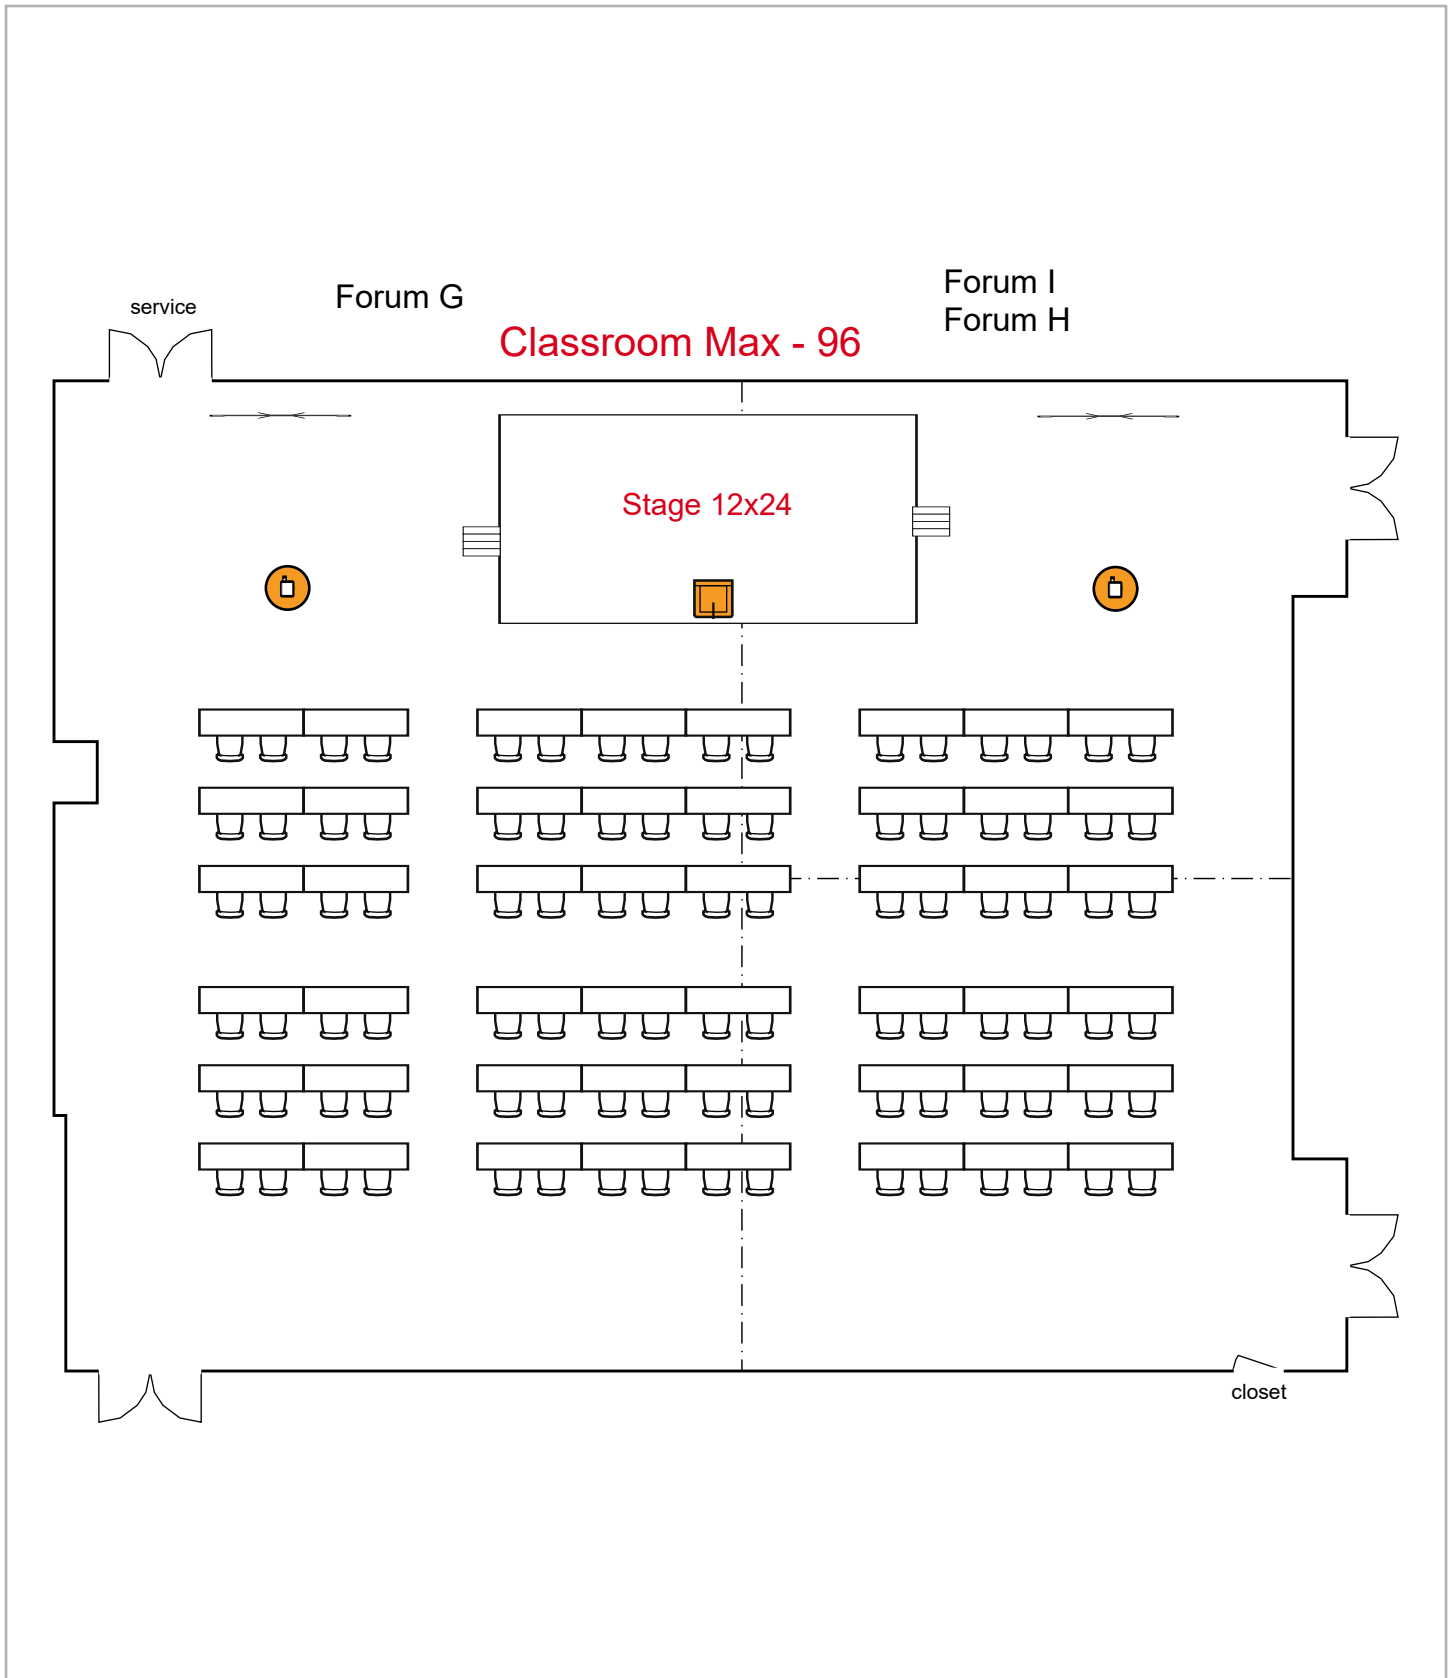 service
Forum G
Forum I
Forum H
Classroom Max - 96
Stage 12x24
closet